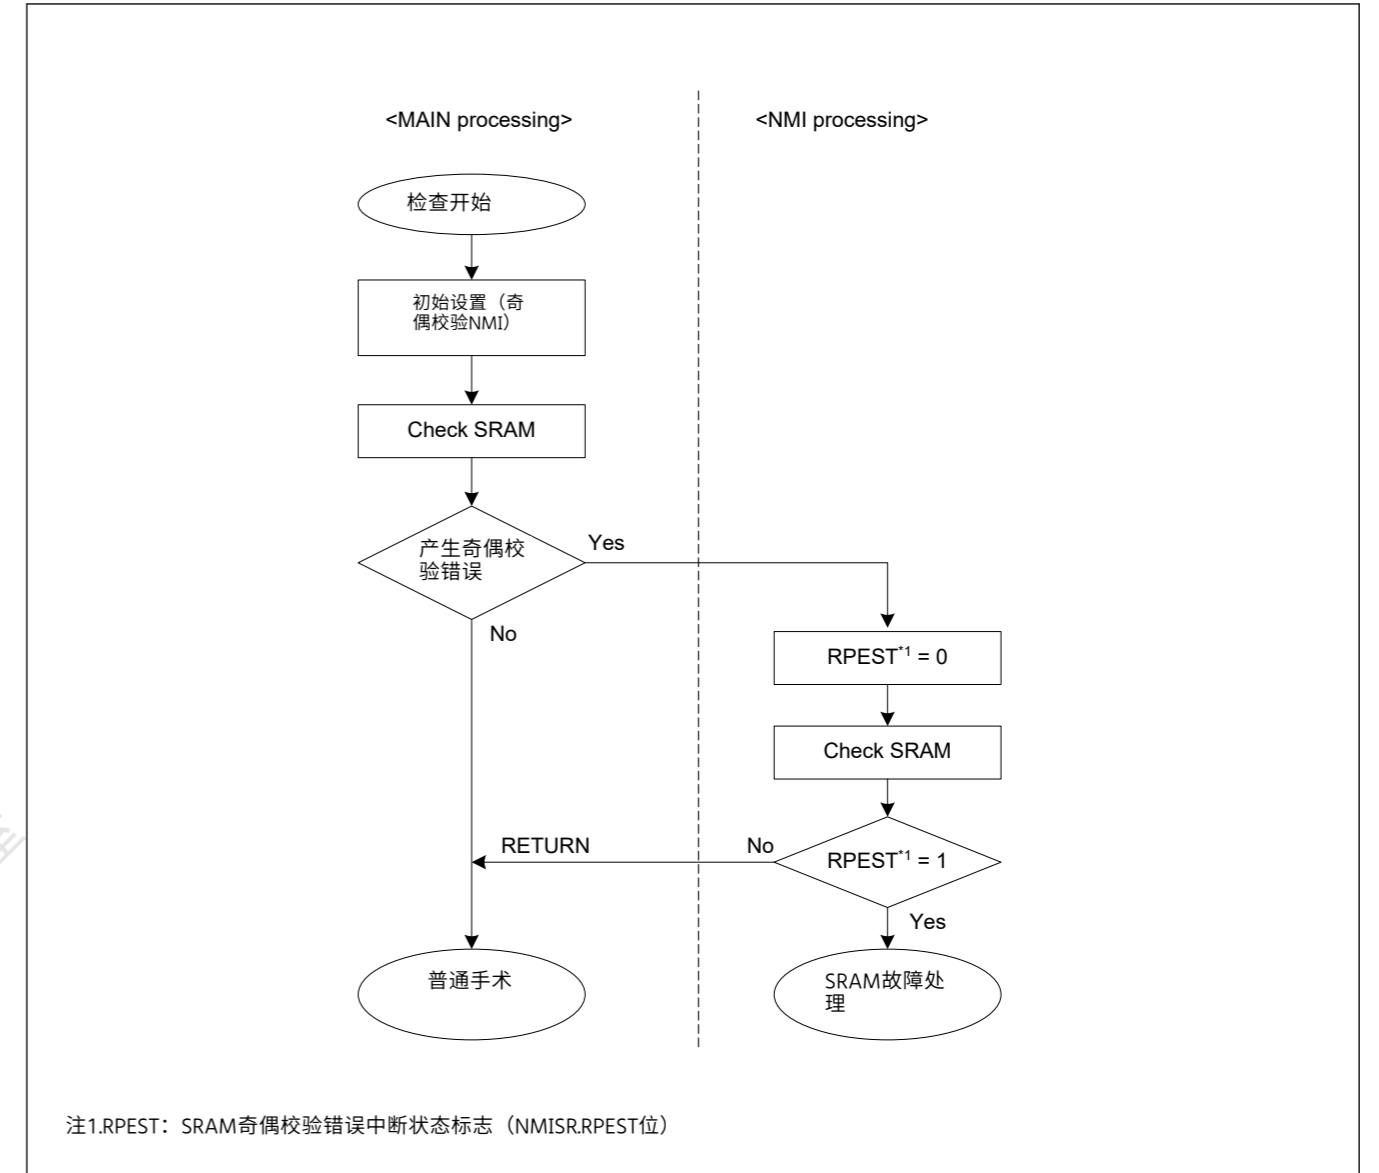 <MAIN processing>
<NMI processing>
检查开始
初始设置（奇
偶校验NMI）
Check SRAM
产生奇偶校
验错误
Yes
No
RPEST*1 = 0
Check SRAM
RPEST*1 = 1
No
RETURN
Yes
普通手术
SRAM故障处
理
注1.RPEST：SRAM奇偶校验错误中断状态标志（NMISR.RPEST位）